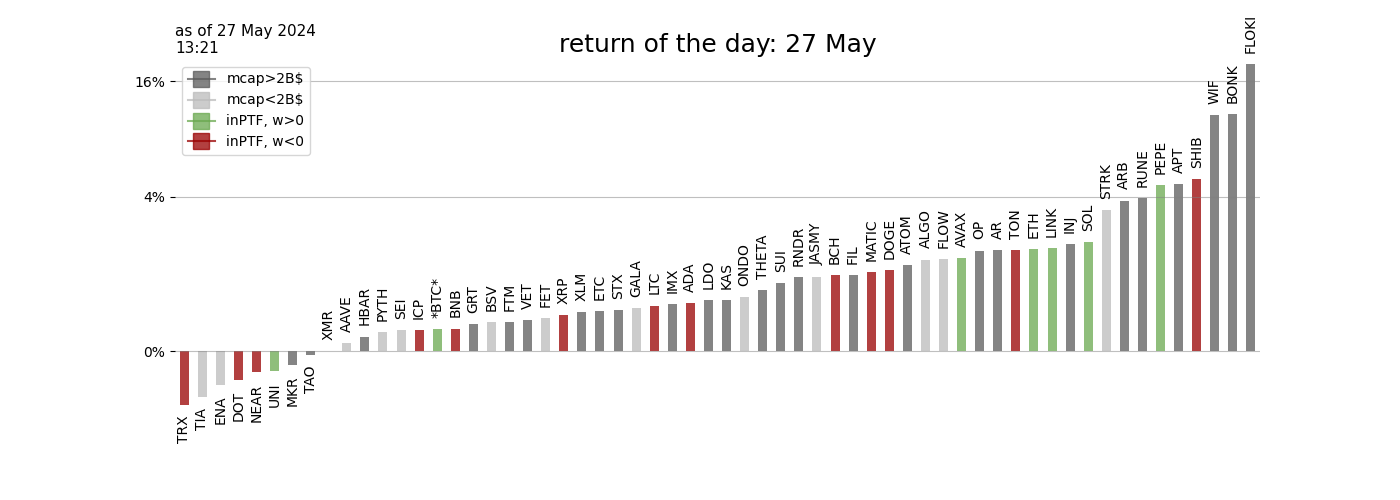 as of 27 May 2024
13:21
return of the day: 27 May
mcap>2B$
mcap<2B$
inPTF, w>0
inPTF, w<0
16%
4%
0%
TRX
TIA
ENA
DOT
NEAR
UNI
MKR
TAO
XMR
AAVE
HBAR
PYTH
SEI
ICP
*BTC*
BNB
GRT
BSV
FTM
VET
FET
XRP
XLM
ETC
STX
GALA
LTC
IMX
ADA
LDO
KAS
ONDO
THETA
SUI
RNDR
JASMY
BCH
FIL
MATIC
DOGE
ATOM
ALGO
FLOW
AVAX
OP
AR
TON
ETH
LINK
INJ
SOL
STRK
ARB
RUNE
PEPE
APT
SHIB
WIF
BONK
FLOKI